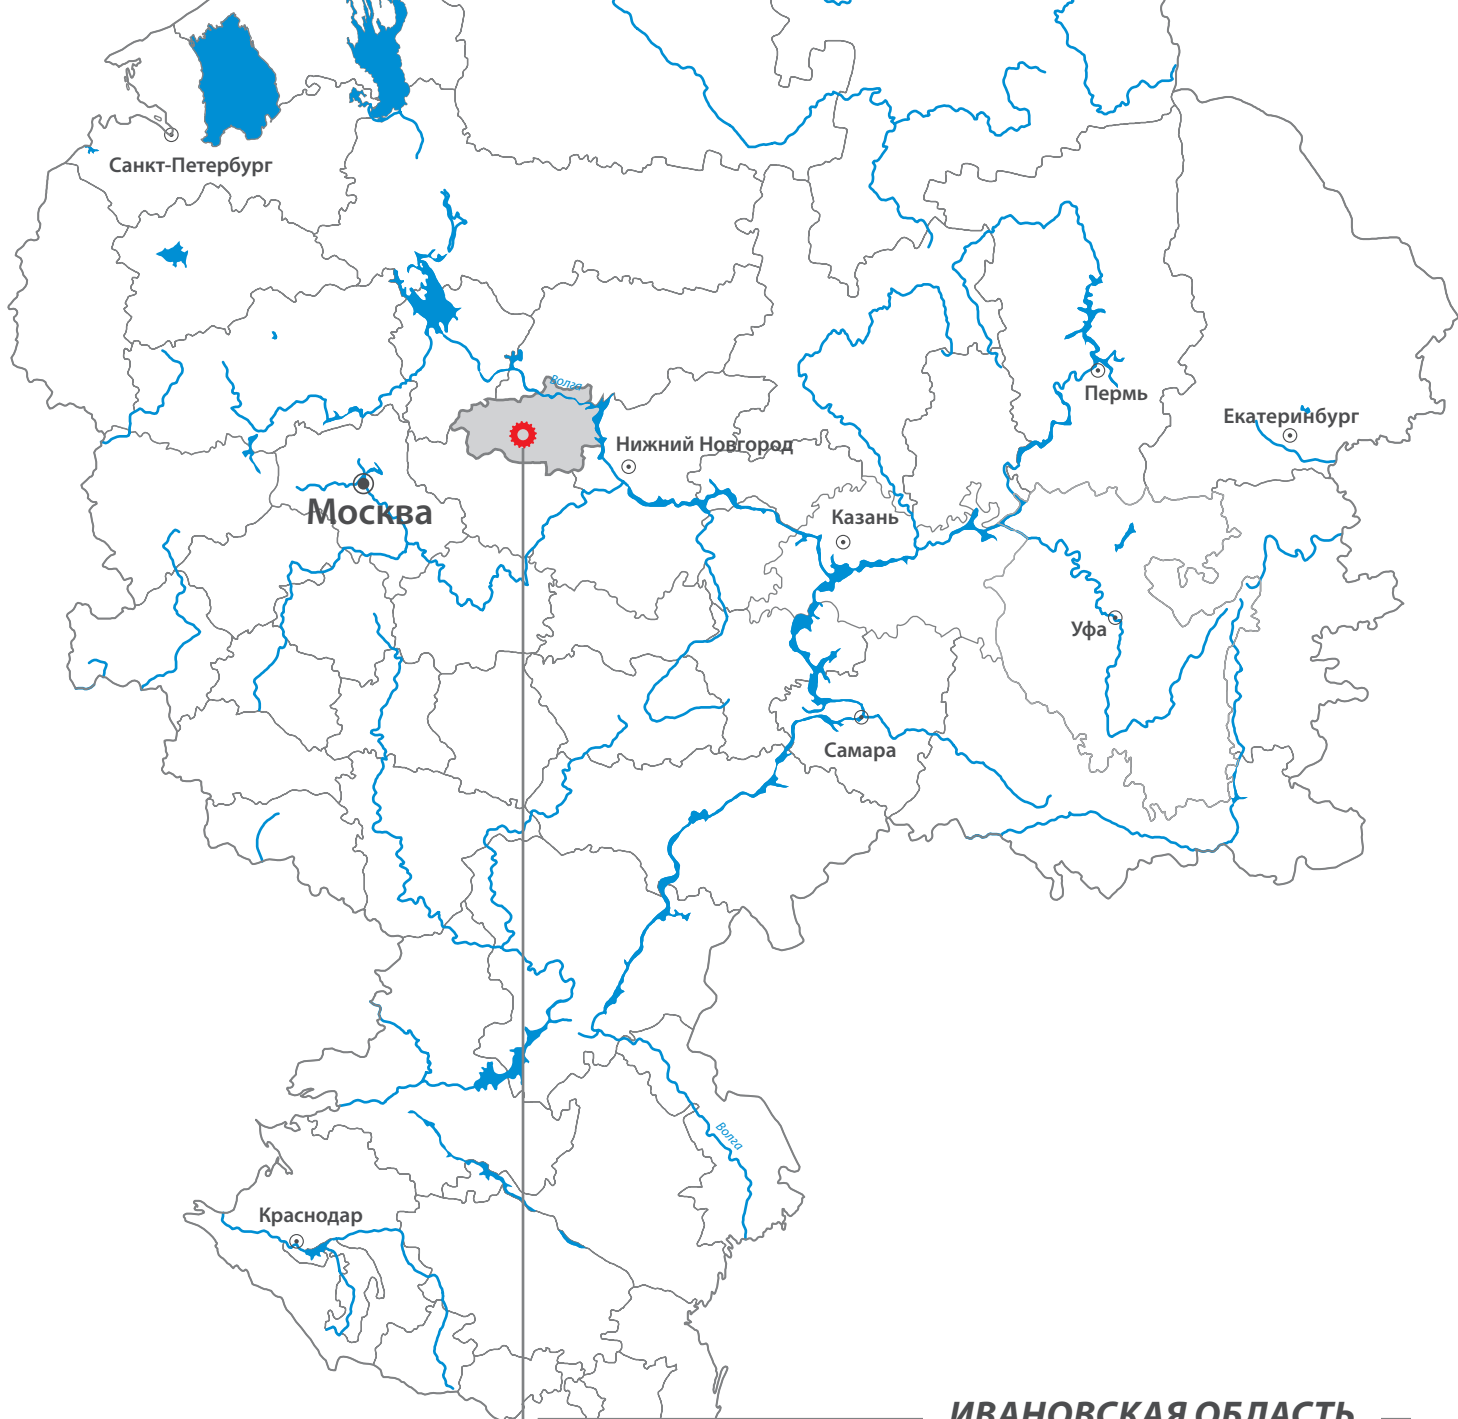 Санкт-Петербург
Волга
Пермь
Екатеринбург
Нижний Новгород
Москва
Казань
Уфа
Самара
Волга
Краснодар
ИВАНОВСКАЯ ОБЛАСТЬ